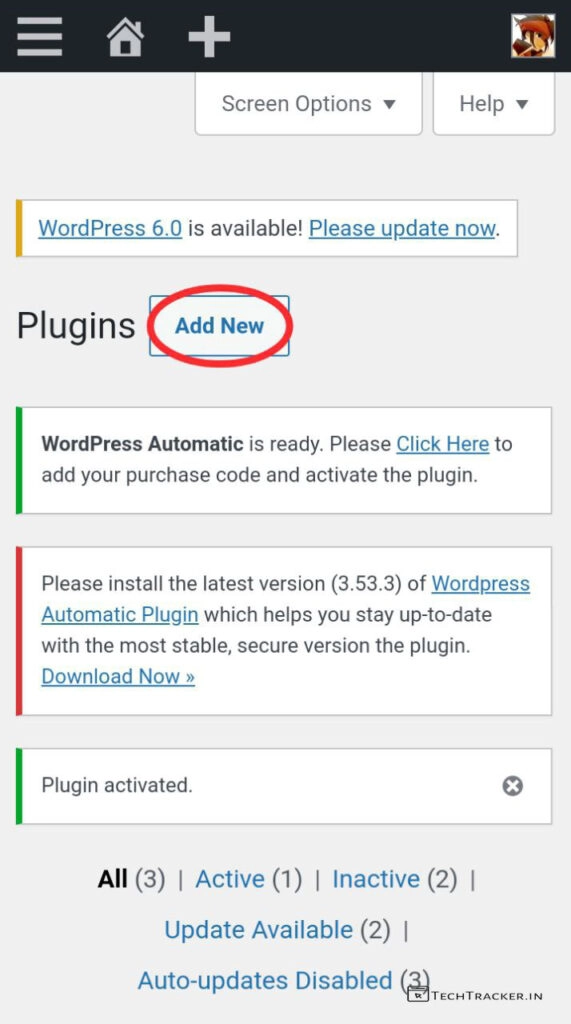 Screen Options ▼
Help ▼
WordPress 6.0 is available! Please update now.
Plugins
Add New
WordPress Automatic is ready. Please Click Here to
add your purchase code and activate the plugin.
Please install the latest version (3.53.3) of Wordpress
Automatic Plugin which helps you stay up-to-date
with the most stable, secure version the plugin.
Download Now »
Plugin activated.
All (3) | Active (1) | Inactive (2) |
Update Available (2) |
Auto-updates Disabled (3)
TECHTRACKER.IN